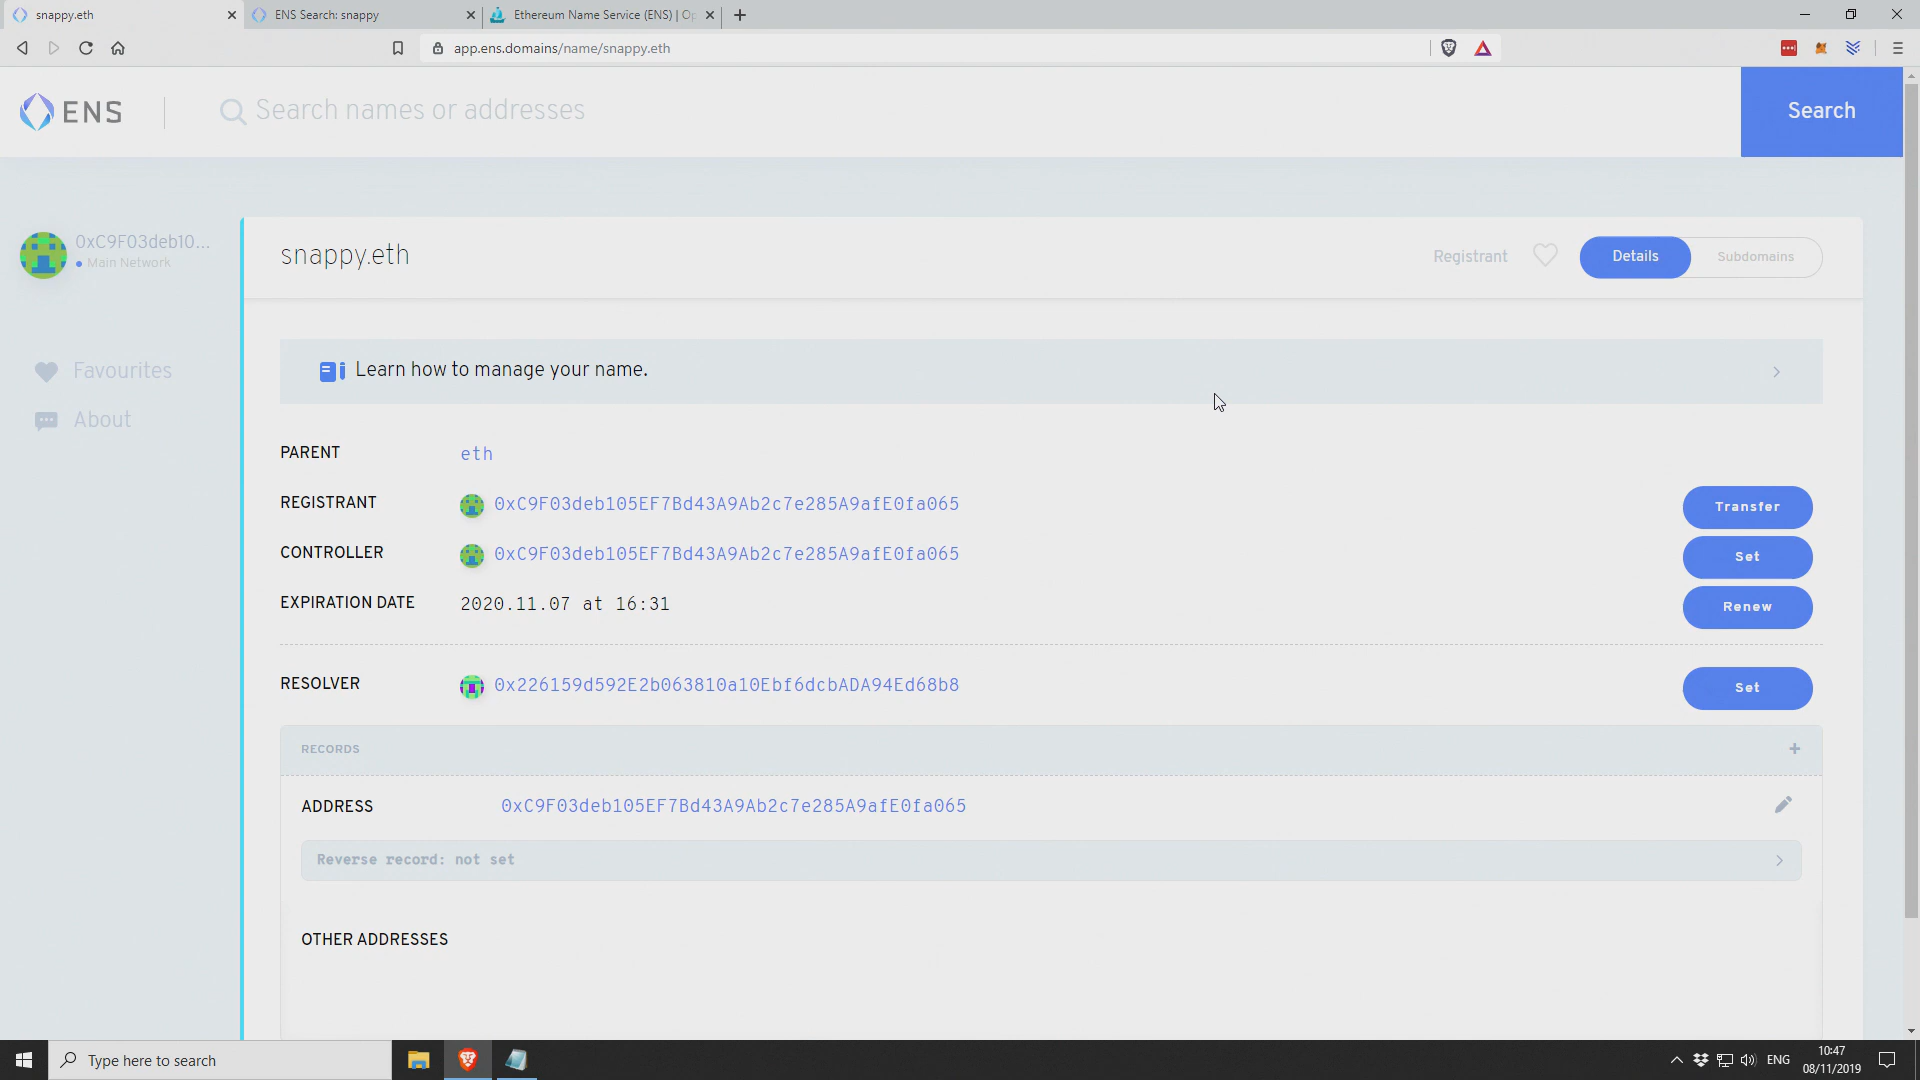 snappy.eth
ENS Search: snappy
Ethereum Name Service (ENS) | Op
app.ens.domains/name/snappy.eth
ENS
Search names or addresses
Search
0xC9F03deb10...
Main Network
Favourites
About
snappy.eth
Registrant
Details
Subdomains
Learn how to manage your name.
PARENT
eth
REGISTRANT
0xC9F03deb105EF7Bd43A9Ab2c7e285A9afE0fa065
Transfer
CONTROLLER
0xC9F03deb105EF7Bd43A9Ab2c7e285A9afE0fa065
Set
EXPIRATION DATE
2020.11.07 at 16:31
Renew
RESOLVER
0x226159d592E2b063810a10Ebf6dcbADA94Ed68b8
Set
RECORDS
+
ADDRESS
0xC9F03deb105EF7Bd43A9Ab2c7e285A9afE0fa065
Reverse record: not set
OTHER ADDRESSES
Type here to search
ENG
10:47
08/11/2019